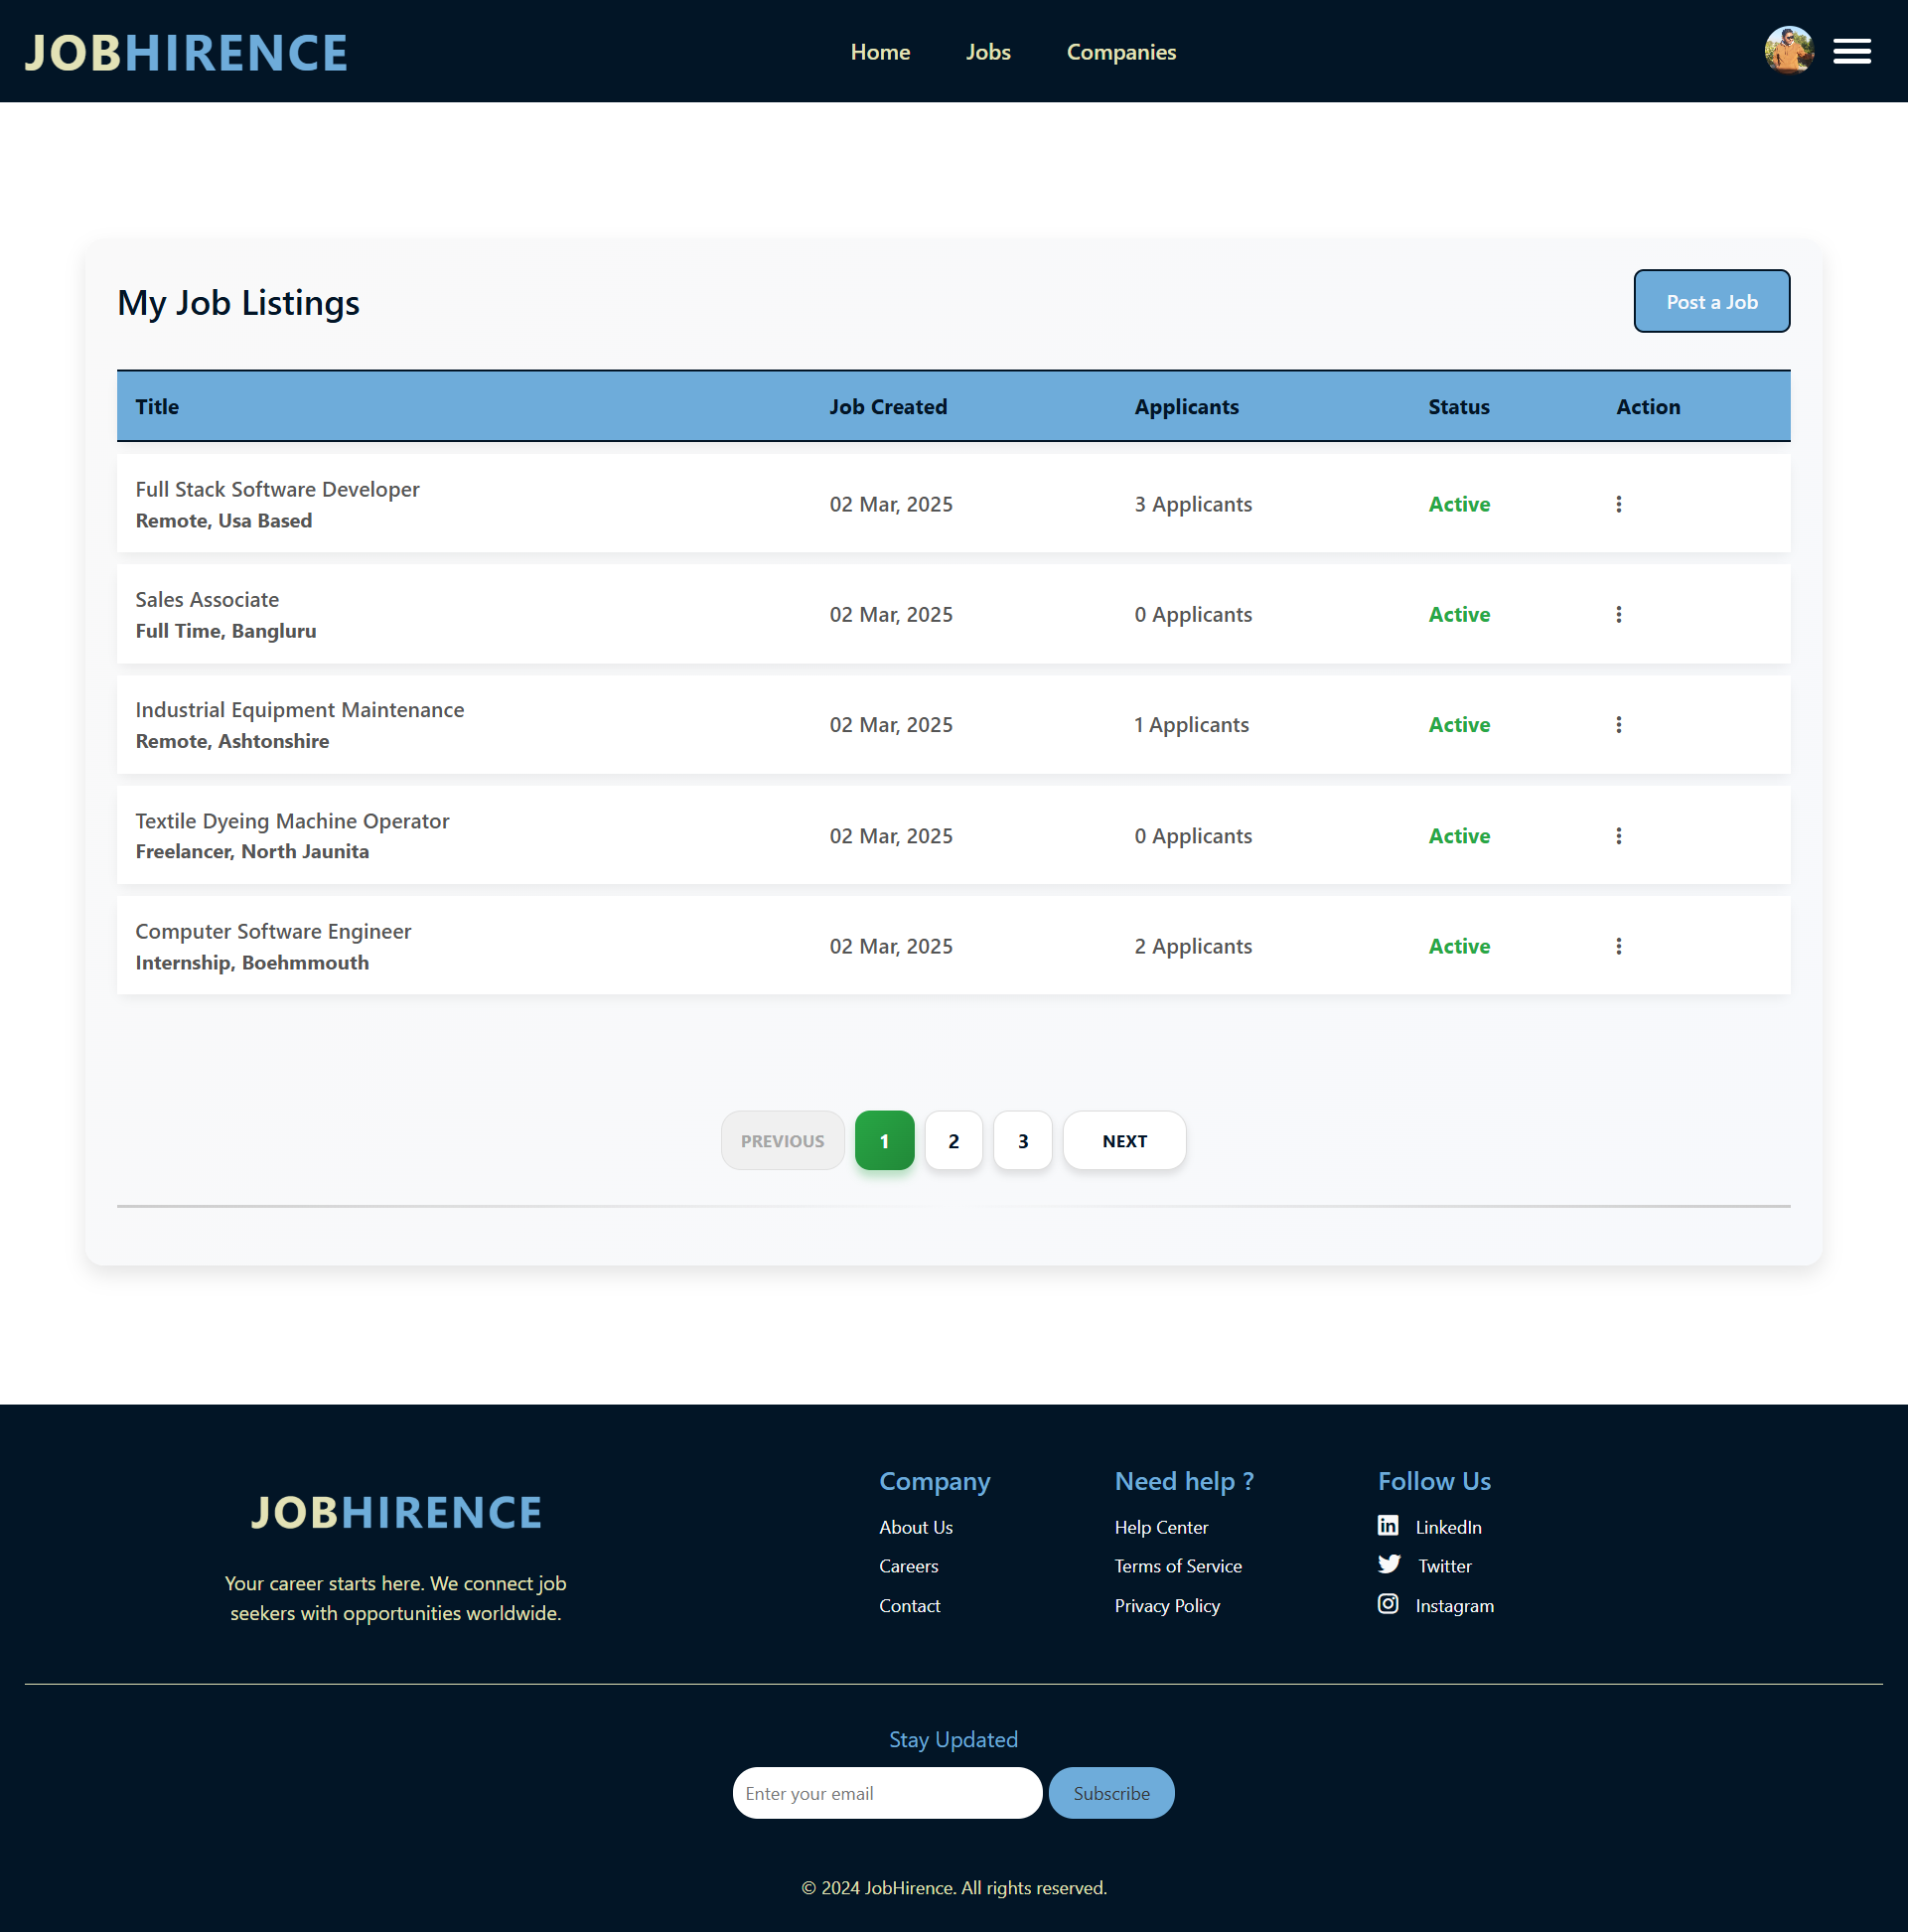 JOBHIRENCE
Home Jobs Companies
My Job Listings
Post a Job
Title Job Created Applicants Status Action
Full Stack Software Developer
Remote, Usa Based
02 Mar, 2025 3 Applicants Active
Sales Associate
Full Time, Bangluru
02 Mar, 2025 0 Applicants Active
Industrial Equipment Maintenance
Remote, Ashtonshire
02 Mar, 2025 1 Applicants Active
Textile Dyeing Machine Operator
Freelancer, North Jaunita
02 Mar, 2025 0 Applicants Active
Computer Software Engineer
Internship, Boehmmouth
02 Mar, 2025 2 Applicants Active
PREVIOUS 1 2 3 NEXT
JOBHIRENCE
Your career starts here. We connect job
seekers with opportunities worldwide.
Company
About Us
Careers
Contact
Need help ?
Help Center
Terms of Service
Privacy Policy
Follow Us
LinkedIn
Twitter
Instagram
Stay Updated
Enter your email Subscribe
© 2024 JobHirence. All rights reserved.